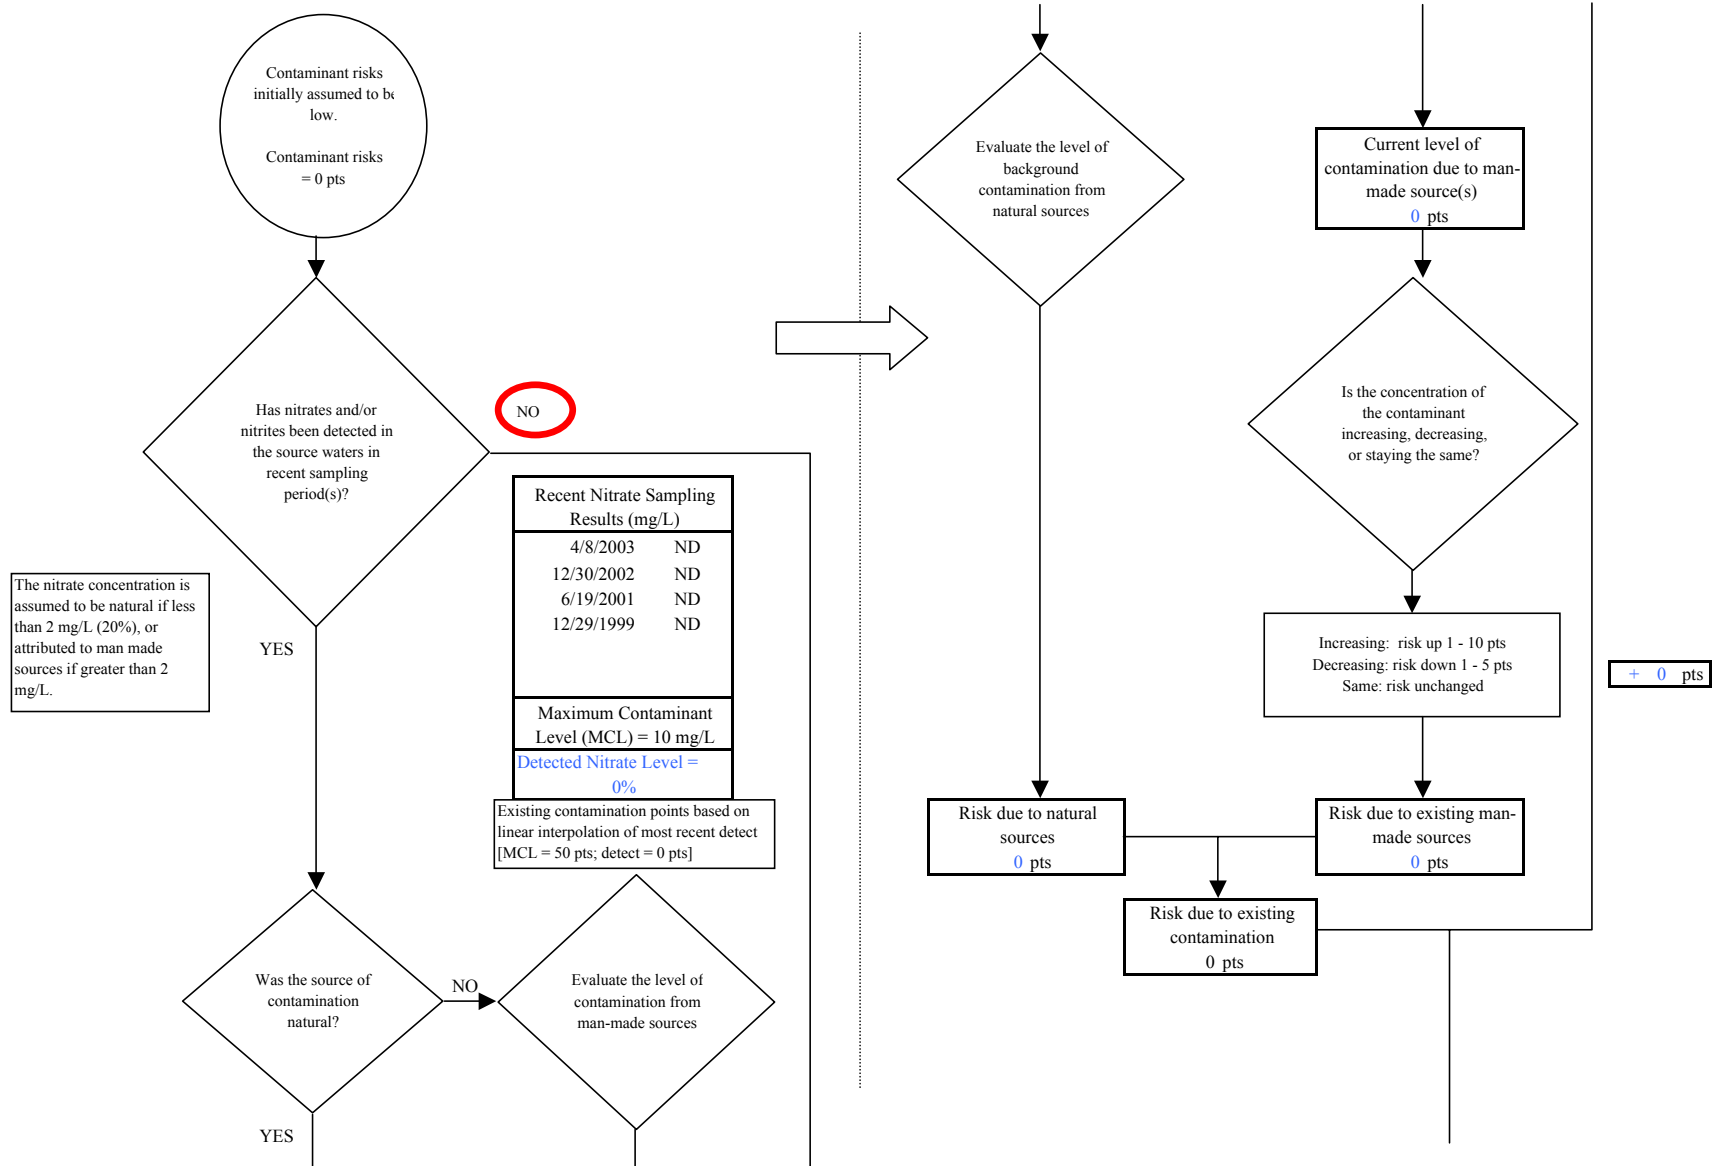 Contaminant risks
initially assumed to be
low.
Contaminant risks
= 0 pts
Has nitrates and/or
nitrites been detected in
the source waters in
recent sampling
period(s)?
NO
Recent Nitrate Sampling
Results (mg/L)
4/8/2003 ND
12/30/2002 ND
6/19/2001 ND
12/29/1999 ND
Maximum Contaminant
Level (MCL) = 10 mg/L
Detected Nitrate Level =
0%
Existing contamination points based on
linear interpolation of most recent detect
[MCL = 50 pts; detect = 0 pts]
The nitrate concentration is
assumed to be natural if less
than 2 mg/L (20%), or
attributed to man made
sources if greater than 2
mg/L.
YES
Was the source of
contamination
natural?
NO
Evaluate the level of
contamination from
man-made sources
YES
Evaluate the level of
background
contamination from
natural sources
Current level of
contamination due to man-
made source(s)
0 pts
Is the concentration of
the contaminant
increasing, decreasing,
or staying the same?
Increasing: risk up 1 - 10 pts
Decreasing: risk down 1 - 5 pts
Same: risk unchanged
+ 0 pts
Risk due to natural
sources
0 pts
Risk due to existing man-
made sources
0 pts
Risk due to existing
contamination
0 pts